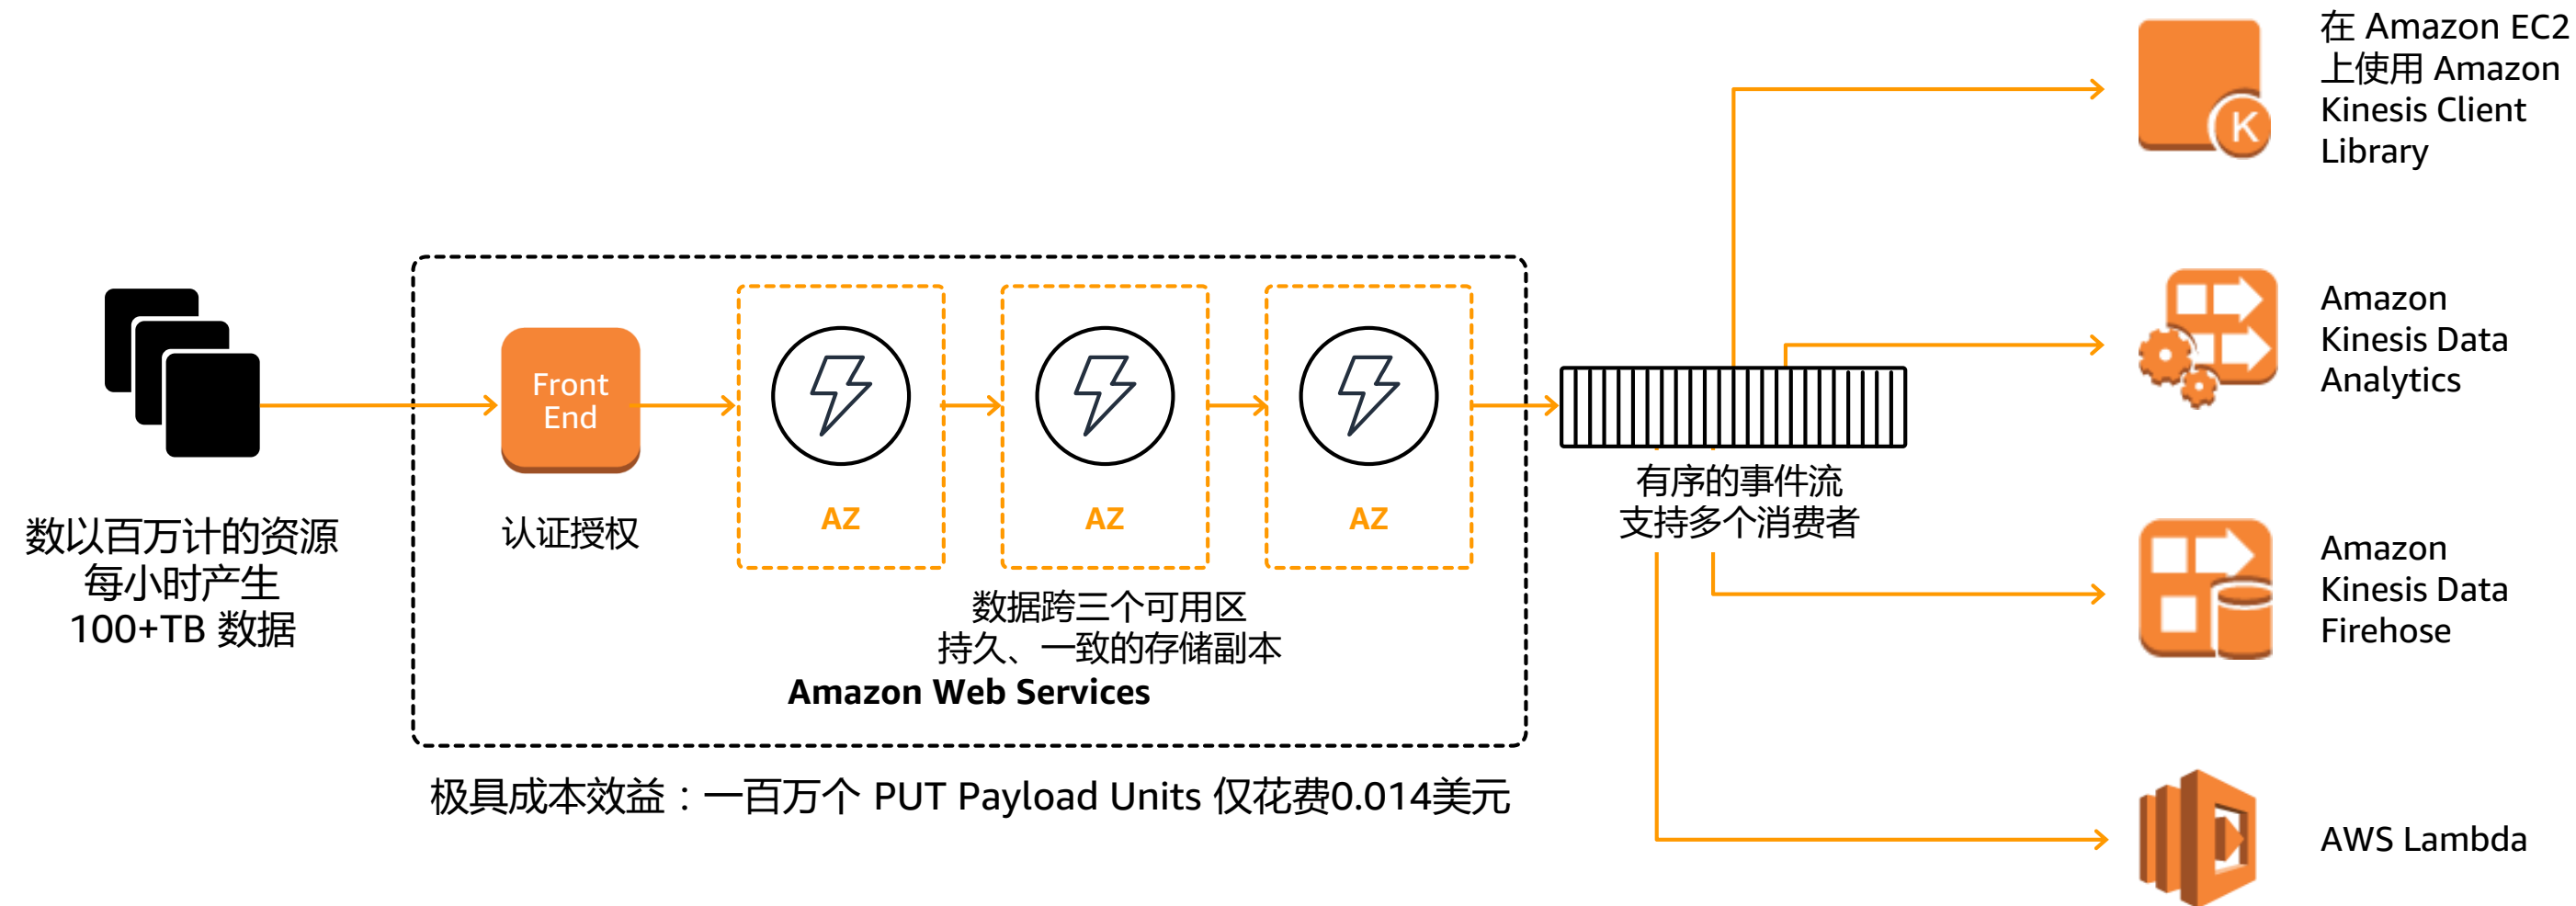 数以百万计的资源
每小时产生
100+TB 数据
Front
End
认证授权
AZ
AZ
AZ
数据跨三个可用区
持久、一致的存储副本
Amazon Web Services
极具成本效益：一百万个 PUT Payload Units 仅花费0.014美元
有序的事件流
支持多个消费者
在 Amazon EC2
上使用 Amazon
Kinesis Client
Library
K
Amazon
Kinesis Data
Analytics
Amazon
Kinesis Data
Firehose
AWS Lambda